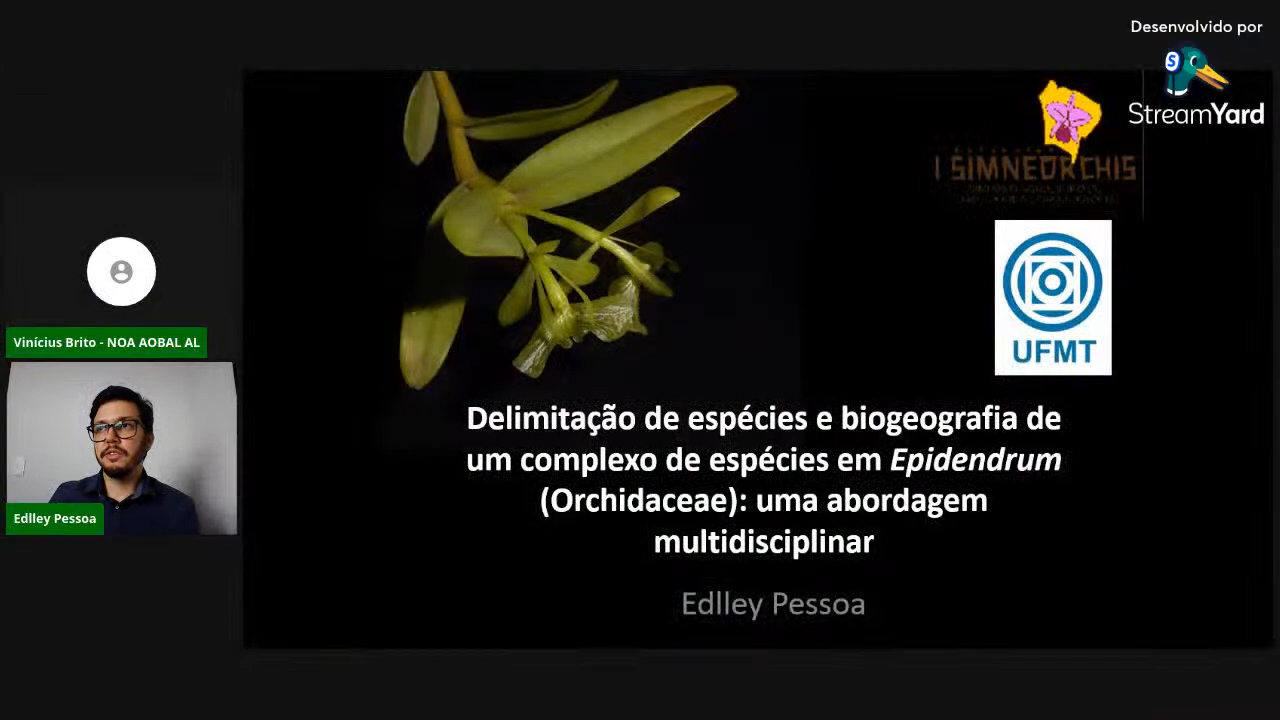 Desenvolvido por
StreamYard
I SIMNEORCHIS
UFMT
Vinícius Brito - NOA AOBAL AL
Edlley Pessoa
Delimitação de espécies e biogeografia de
um complexo de espécies em Epidendrum
(Orchidaceae): uma abordagem
multidisciplinar
Edlley Pessoa